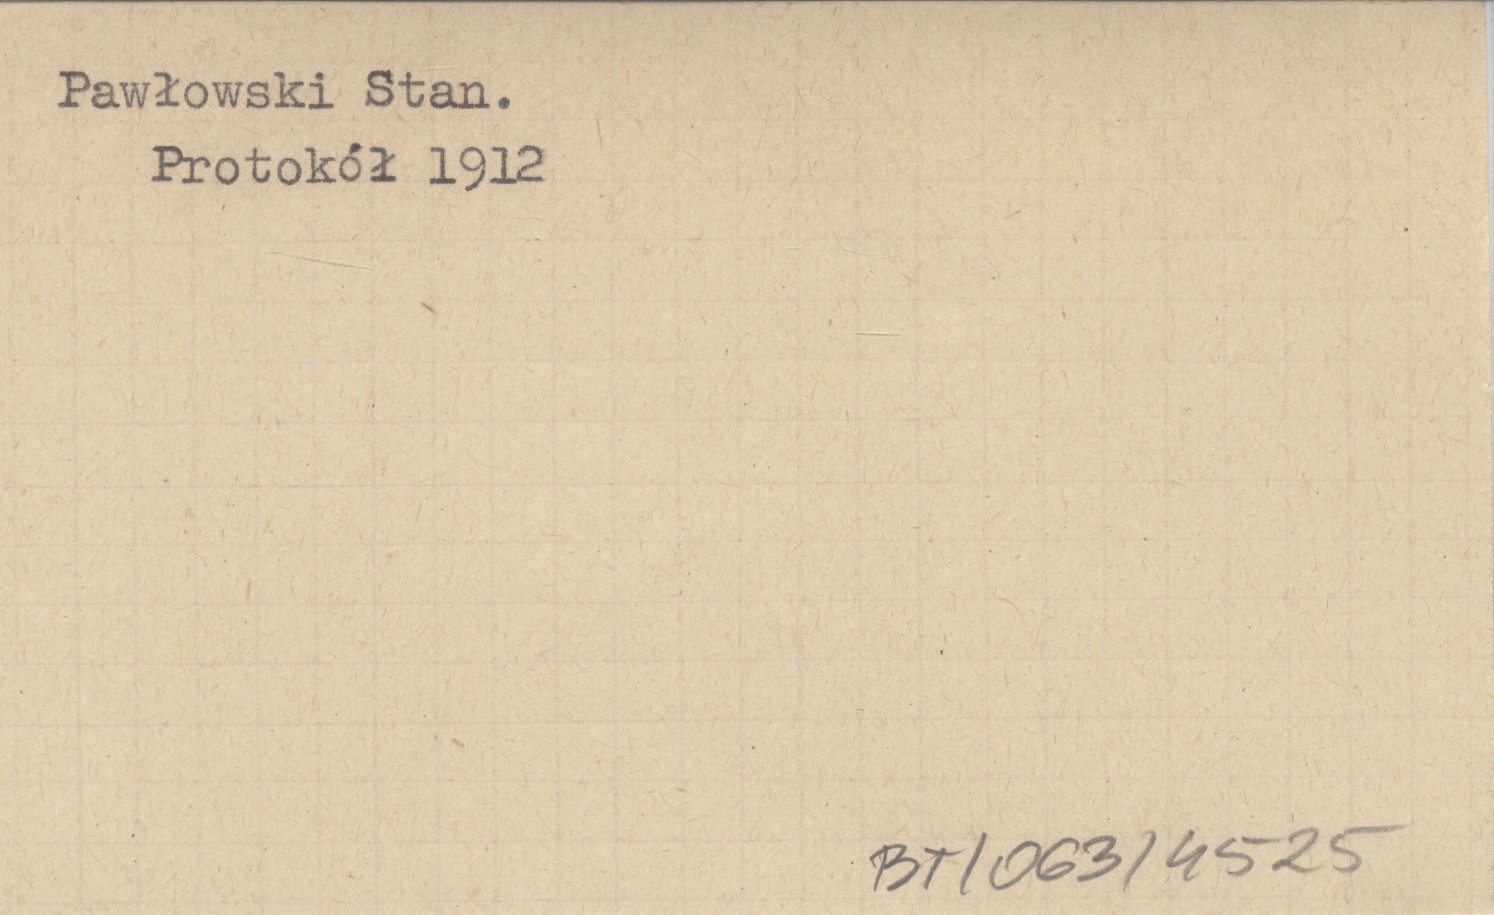 Pawłowski Stan.
Protokół 1912
BT/063/4525